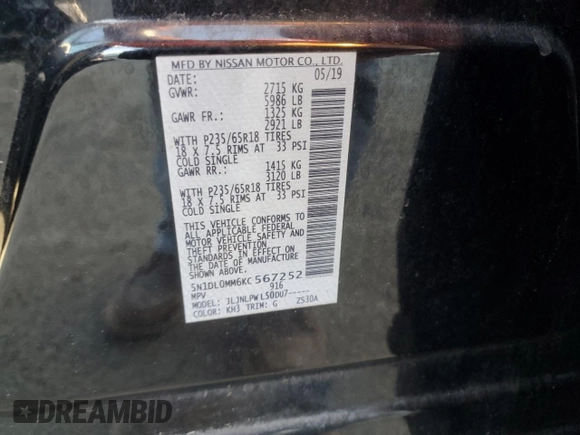 MFD BY NISSAN MOTOR CO., LTD.
DATE: 05/19
GVWR: 2715 KG
5986 LB
GAWR FR.: 1325 KG
2921 LB
WITH P235/65R18 TIRES
18 X 7.5 RIMS AT 33 PSI
COLD SINGLE
GAWR RR.: 1415 KG
3120 LB
WITH P235/65R18 TIRES
18 X 7.5 RIMS AT 33 PSI
COLD SINGLE
THIS VEHICLE CONFORMS TO
ALL APPLICABLE FEDERAL
MOTOR VEHICLE SAFETY AND
THEFT PREVENTION
STANDARDS IN EFFECT ON
THE DATE OF MANUFACTURE
SHOWN ABOVE.
5N1DL0MM6KC567252
MPV 916
MODEL: JLJNLPWL50DU7-----
COLOR: KH3 TRIM: G Z530A
DREAMBID